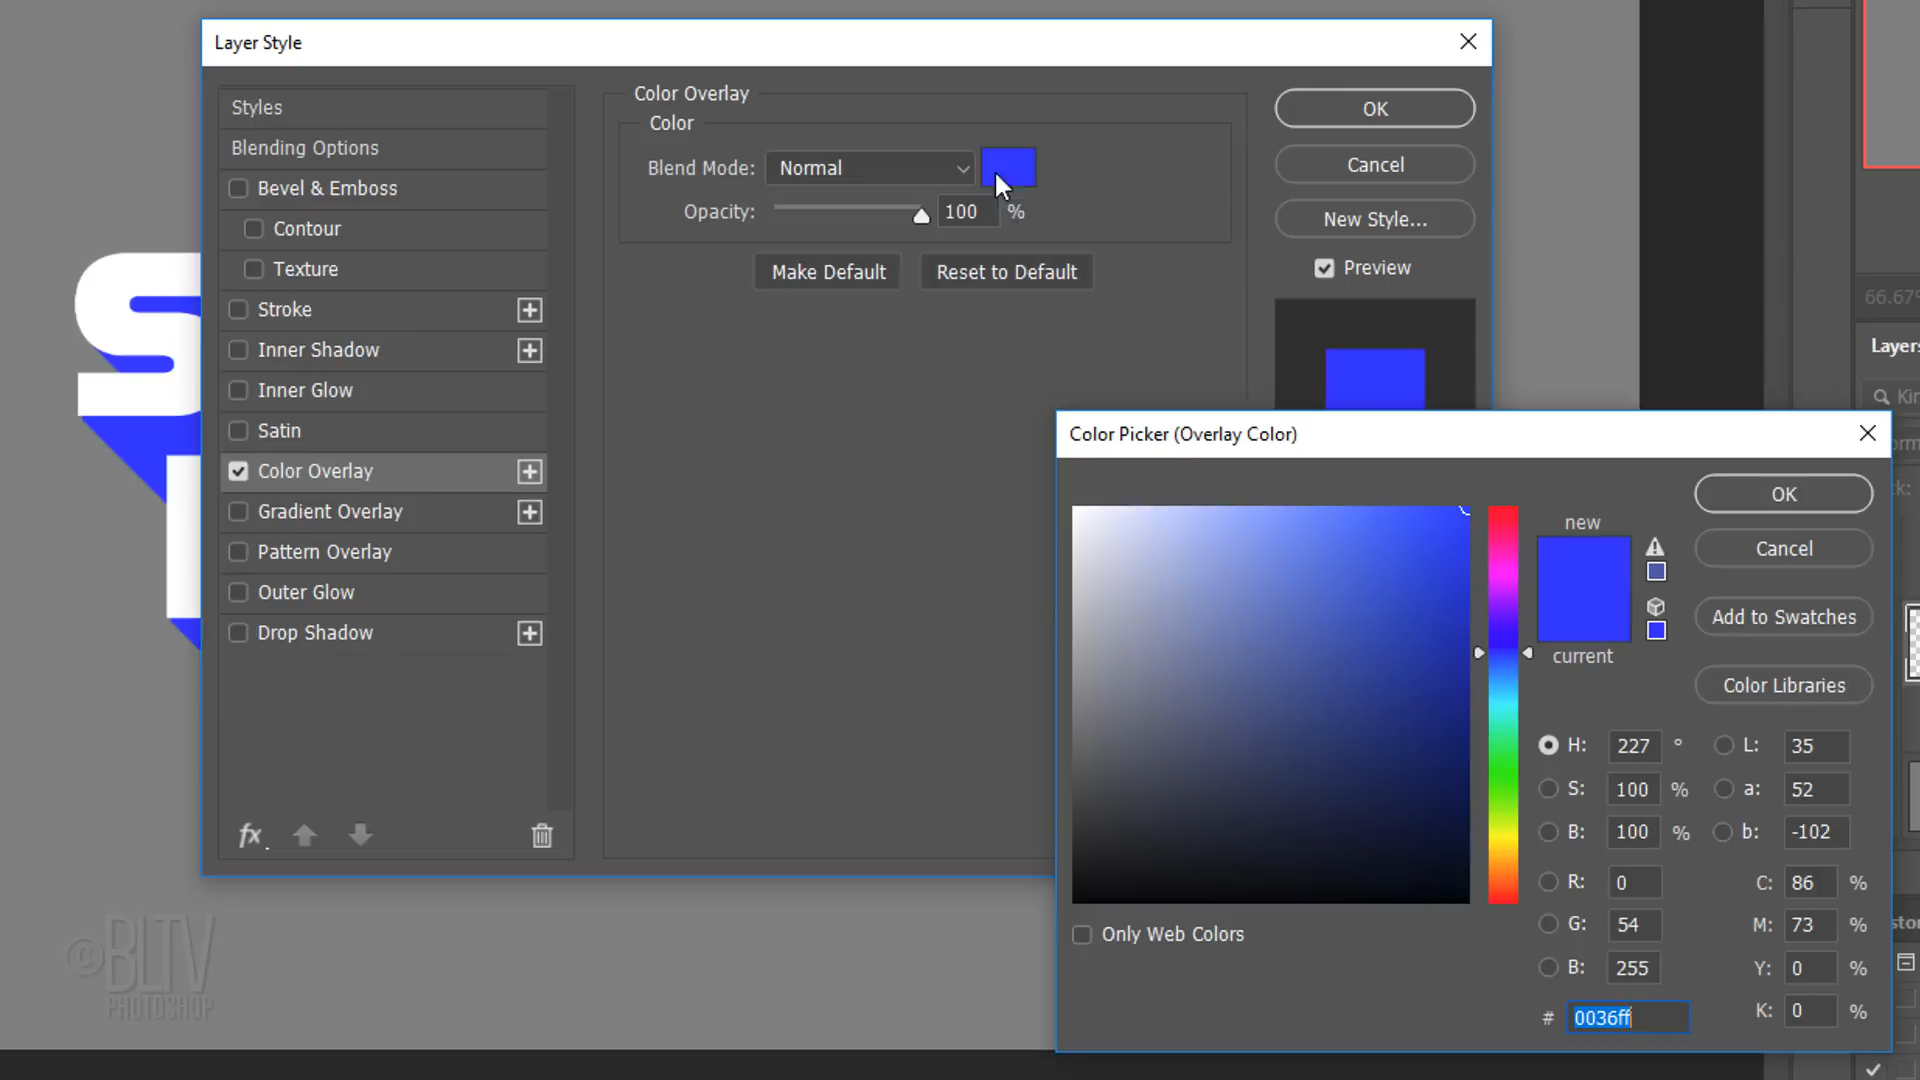 Layer Style
Styles
Blending Options
Bevel & Emboss
Contour
Texture
Stroke
Inner Shadow
Inner Glow
Satin
Color Overlay
Gradient Overlay
Pattern Overlay
Outer Glow
Drop Shadow
fx
Color Overlay
Color
Blend Mode: Normal
Opacity: 100 %
Make Default Reset to Default
OK
Cancel
New Style...
Preview
Color Picker (Overlay Color)
new
current
OK
Cancel
Add to Swatches
Color Libraries
H: 227 °
S: 100 %
B: 100 %
R: 0
G: 54
B: 255
# 0036ff
L: 35
a: 52
b: -102
C: 86 %
M: 73 %
Y: 0 %
K: 0 %
Only Web Colors
66.67%
Layers
S
©BLTV
PHOTOSHOP